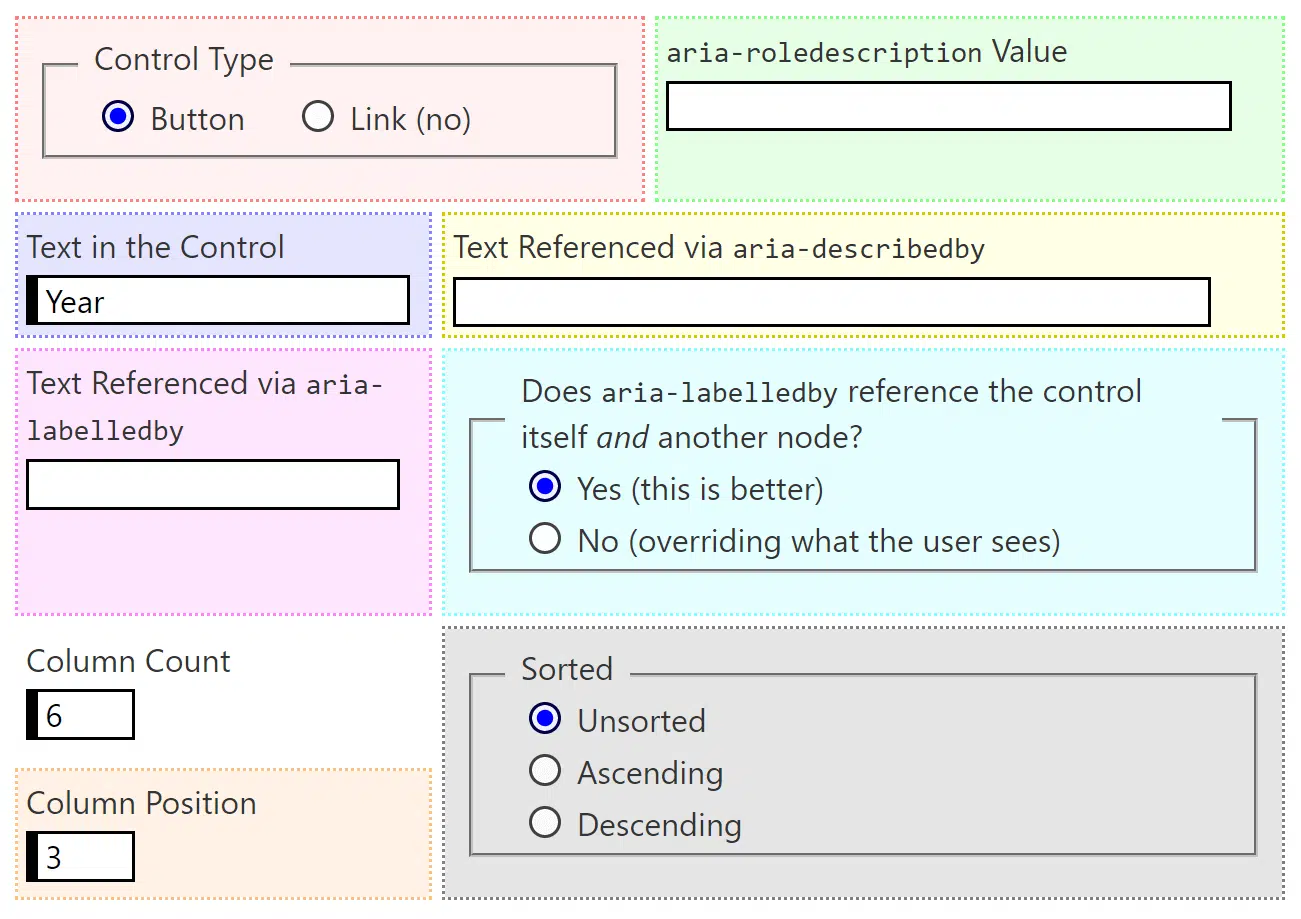 Control Type
Button
Link (no)
aria-roledescription Value
Text in the Control
Year
Text Referenced via aria-describedby
Text Referenced via aria-
labelledby
Does aria-labelledby reference the control
itself and another node?
Yes (this is better)
No (overriding what the user sees)
Column Count
6
Column Position
3
Sorted
Unsorted
Ascending
Descending